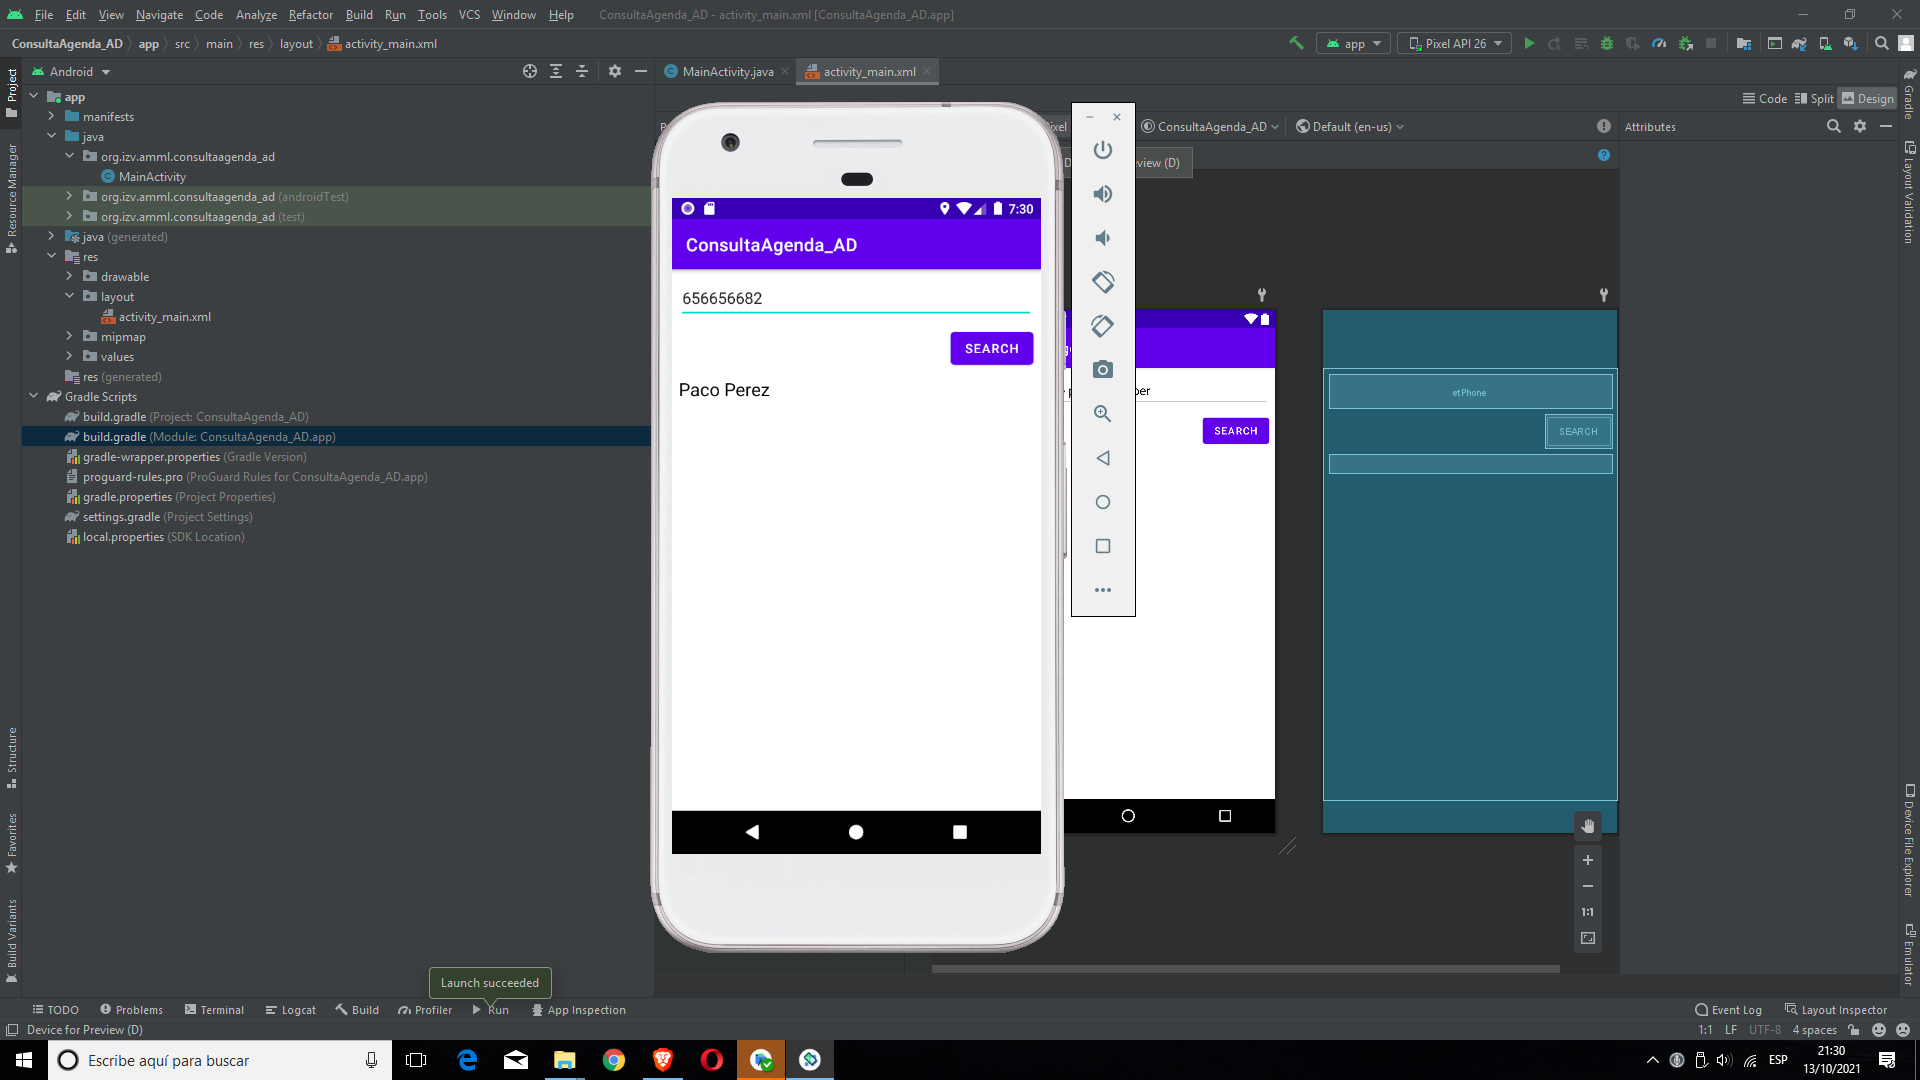 File Edit View Navigate Code Analyze Refactor Build Run Tools VCS Window Help ConsultaAgenda_AD - activity_main.xml [ConsultaAgenda_AD.app]
ConsultaAgenda_AD app src main res layout activity_main.xml
app Pixel API 26
Android
MainActivity.java activity_main.xml
Code Split Design
Pixel ConsultaAgenda_AD Default (en-us)
Attributes
view (D)
Project
Resource Manager
Structure
Favorites
Build Variants
app
manifests
java
org.izv.amml.consultaagenda_ad
MainActivity
org.izv.amml.consultaagenda_ad (androidTest)
org.izv.amml.consultaagenda_ad (test)
java (generated)
res
drawable
layout
activity_main.xml
mipmap
values
res (generated)
Gradle Scripts
build.gradle (Project: ConsultaAgenda_AD)
build.gradle (Module: ConsultaAgenda_AD.app)
gradle-wrapper.properties (Gradle Version)
proguard-rules.pro (ProGuard Rules for ConsultaAgenda_AD.app)
gradle.properties (Project Properties)
settings.gradle (Project Settings)
local.properties (SDK Location)
7:30
ConsultaAgenda_AD
656656682
SEARCH
Paco Perez
SEARCH
etPhone
SEARCH
1:1
Gradle
Layout Validation
Device File Explorer
Emulator
Launch succeeded
TODO Problems Terminal Logcat Build Profiler Run App Inspection Event Log Layout Inspector
Device for Preview (D) 1:1 LF UTF-8 4 spaces
Escribe aquí para buscar
ESP
21:30
13/10/2021